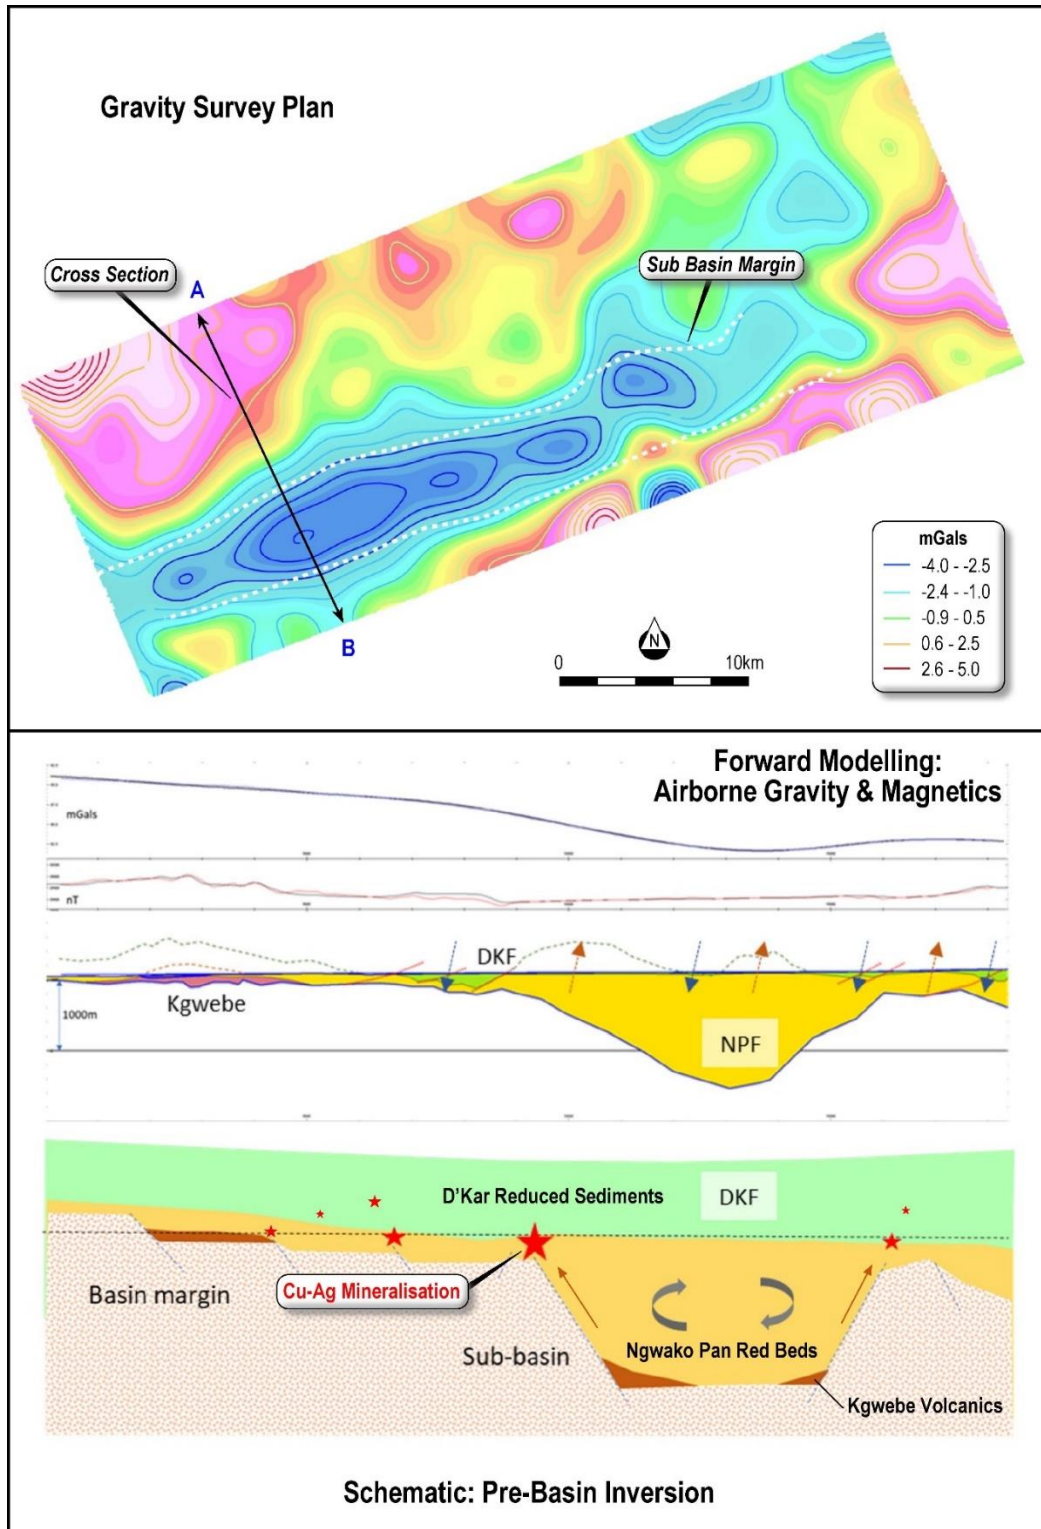 Gravity Survey Plan
Cross Section
A
Sub Basin Margin
B
N
0
10km
mGals
-4.0 - -2.5
-2.4 - -1.0
-0.9 - 0.5
0.6 - 2.5
2.6 - 5.0
Forward Modelling:
Airborne Gravity & Magnetics
mGals
nT
DKF
Kgwebe
1000m
NPF
D'Kar Reduced Sediments
DKF
Cu-Ag Mineralisation
Basin margin
Sub-basin
Ngwako Pan Red Beds
Kgwebe Volcanics
Schematic: Pre-Basin Inversion